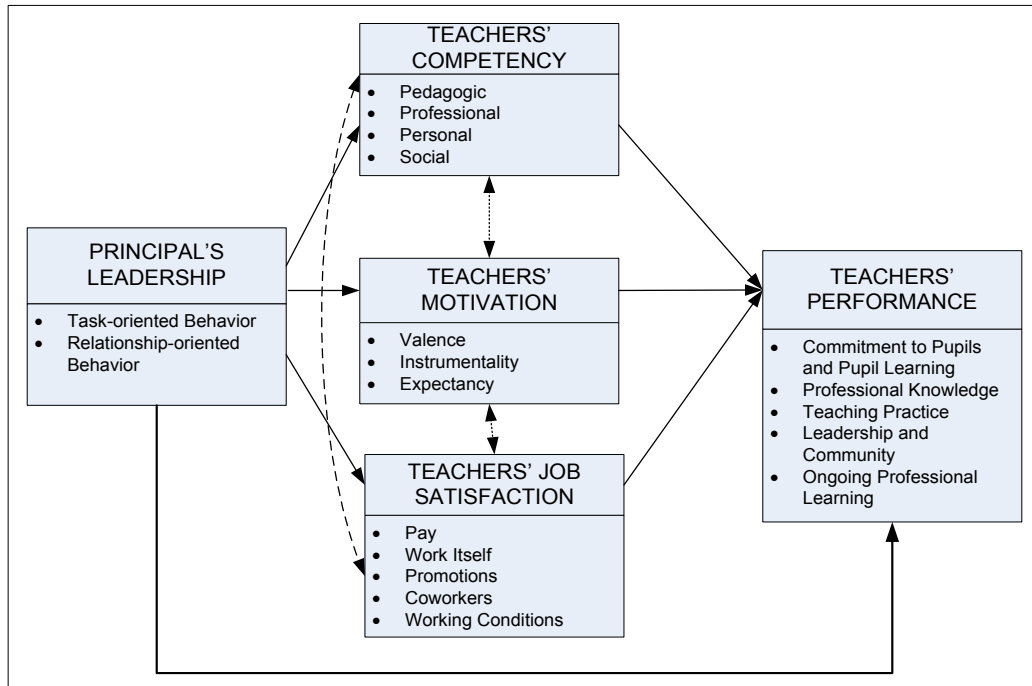 TEACHERS'
COMPETENCY
• Pedagogic
• Professional
• Personal
• Social
PRINCIPAL'S
LEADERSHIP
• Task-oriented Behavior
• Relationship-oriented
Behavior
TEACHERS'
MOTIVATION
• Valence
• Instrumentality
• Expectancy
TEACHERS' JOB
SATISFACTION
• Pay
• Work Itself
• Promotions
• Coworkers
• Working Conditions
TEACHERS'
PERFORMANCE
• Commitment to Pupils
and Pupil Learning
• Professional Knowledge
• Teaching Practice
• Leadership and
Community
• Ongoing Professional
Learning